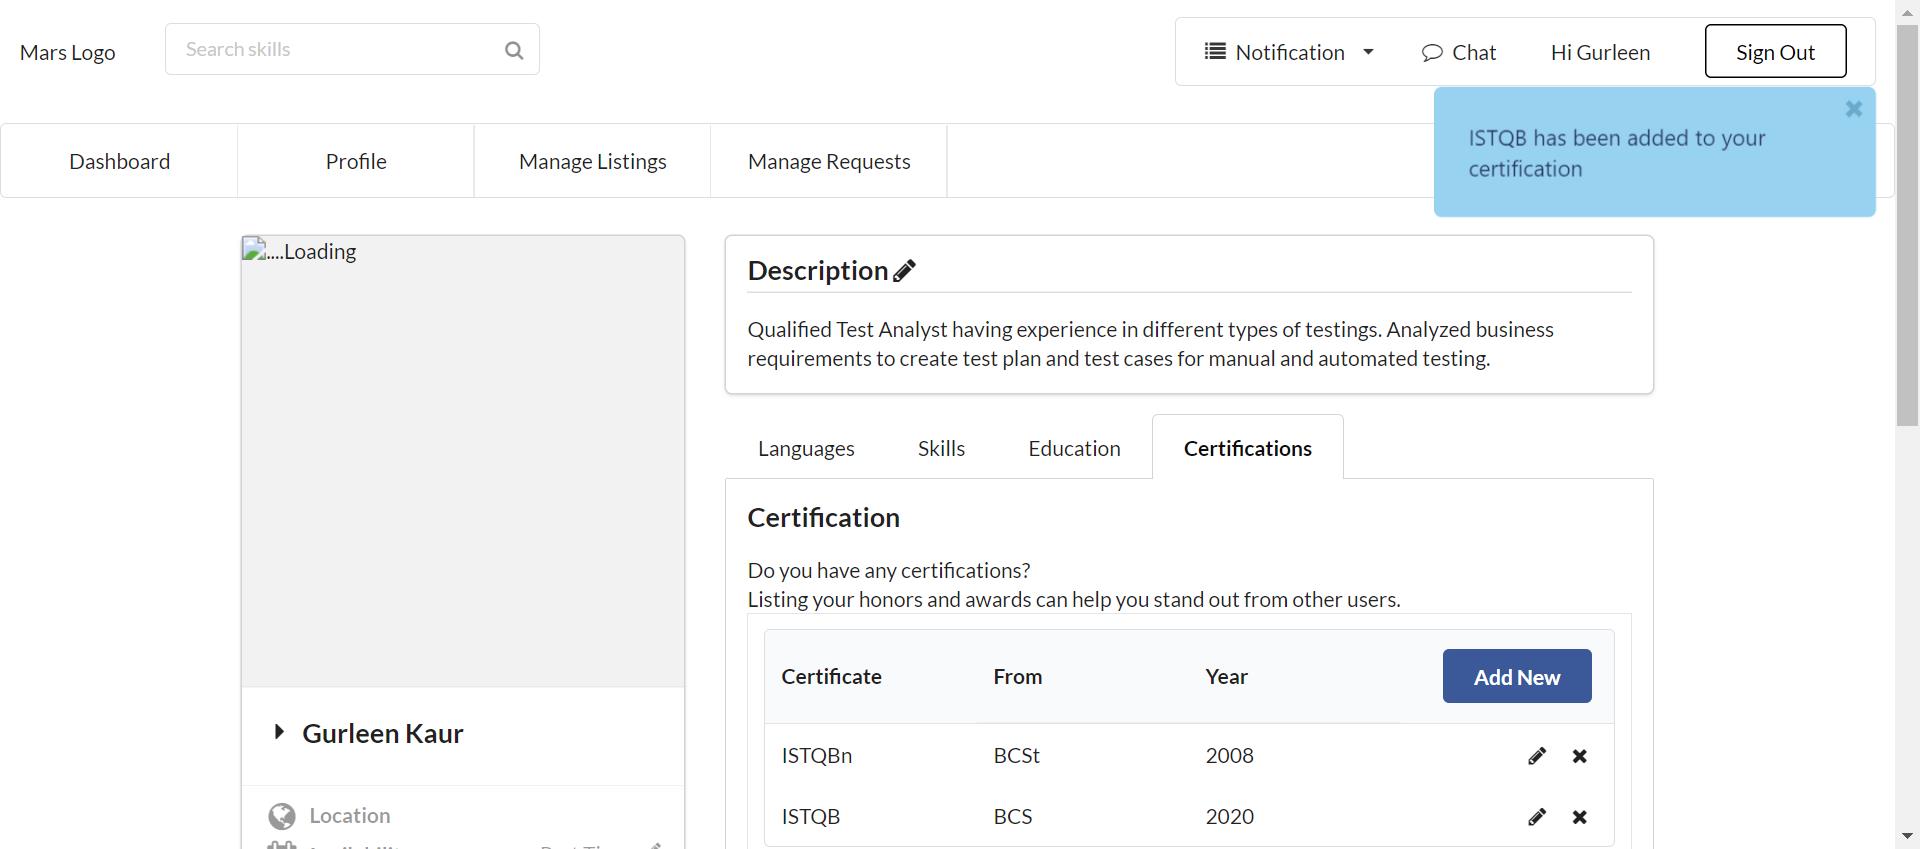 Mars Logo
Search skills
Notification
Chat
Hi Gurleen
Sign Out
ISTQB has been added to your
certification
Dashboard
Profile
Manage Listings
Manage Requests
....Loading
Gurleen Kaur
Location
Description
Qualified Test Analyst having experience in different types of testings. Analyzed business
requirements to create test plan and test cases for manual and automated testing.
Languages
Skills
Education
Certifications
Certification
Do you have any certifications?
Listing your honors and awards can help you stand out from other users.
Certificate From Year Add New
ISTQBn BCSt 2008
ISTQB BCS 2020